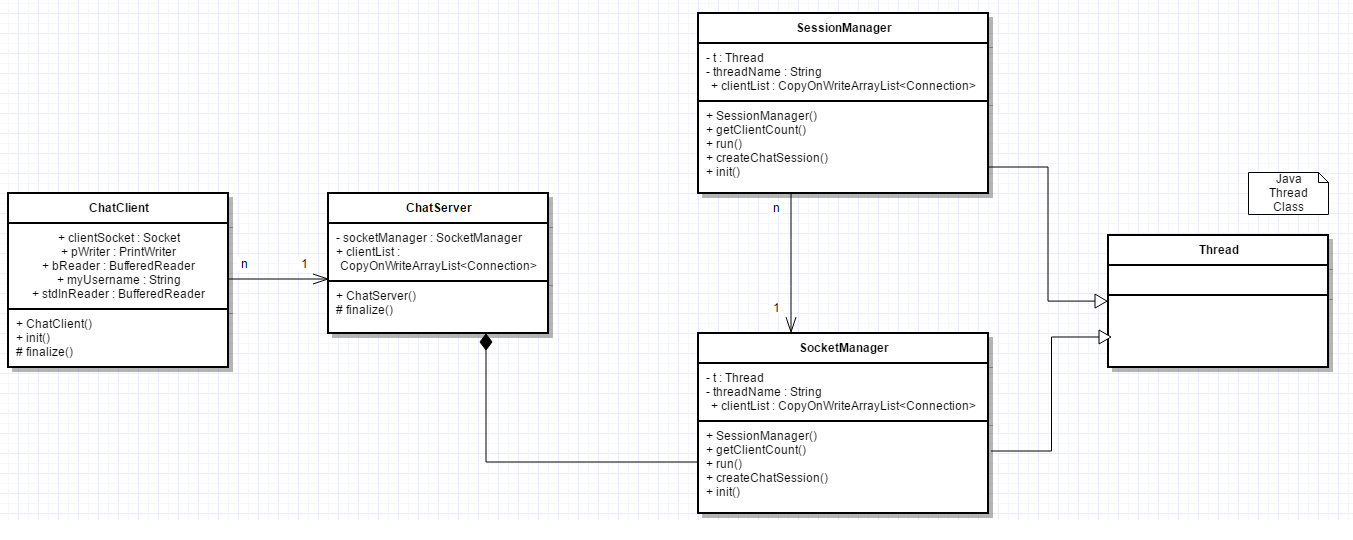 SessionManager
- t : Thread
- threadName : String
+ clientList : CopyOnWriteArrayList<Connection>
+ SessionManager()
+ getClientCount()
+ run()
+ createChatSession()
+ init()
ChatClient
+ clientSocket : Socket
+ pWriter : PrintWriter
+ bReader : BufferedReader
+ myUsername : String
+ stdInReader : BufferedReader
+ ChatClient()
+ init()
# finalize()
n
1
ChatServer
- socketManager : SocketManager
+ clientList :
CopyOnWriteArrayList<Connection>
+ ChatServer()
# finalize()
n
1
SocketManager
- t : Thread
- threadName : String
+ clientList : CopyOnWriteArrayList<Connection>
+ SessionManager()
+ getClientCount()
+ run()
+ createChatSession()
+ init()
Java
Thread
Class
Thread